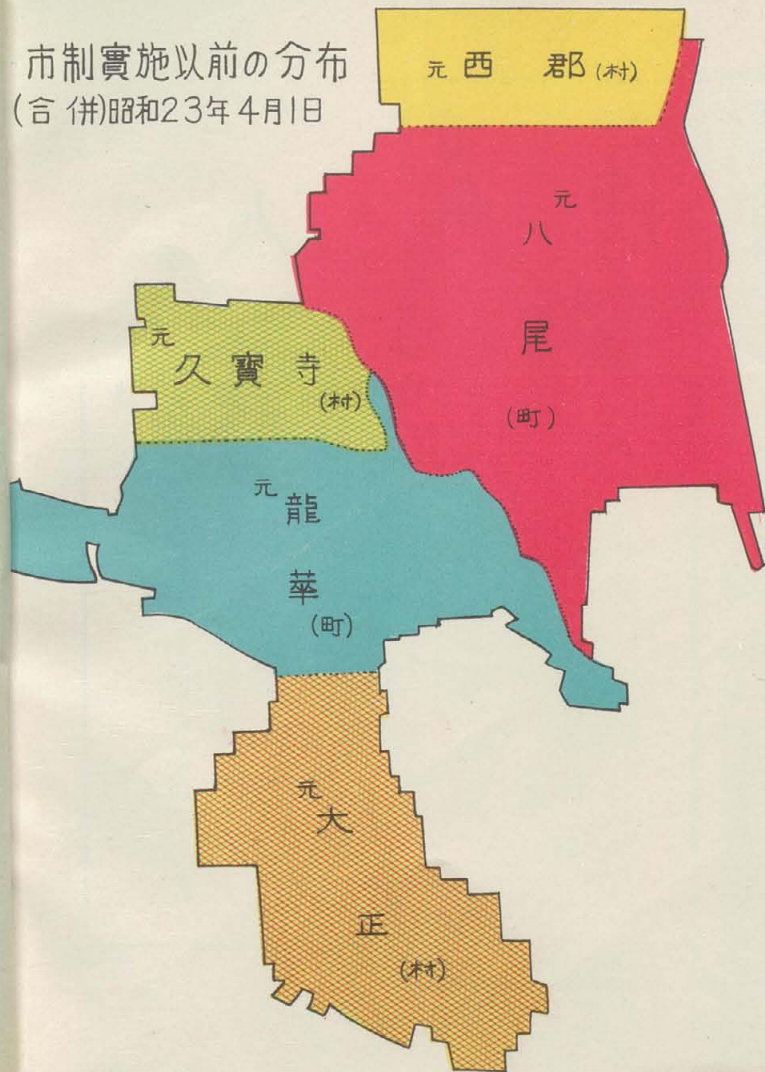 市制實施以前の分布
(合併)昭和23年4月1日
元西郡(村)
元八尾(町)
元久寶寺(村)
元龍華(町)
元大正(村)